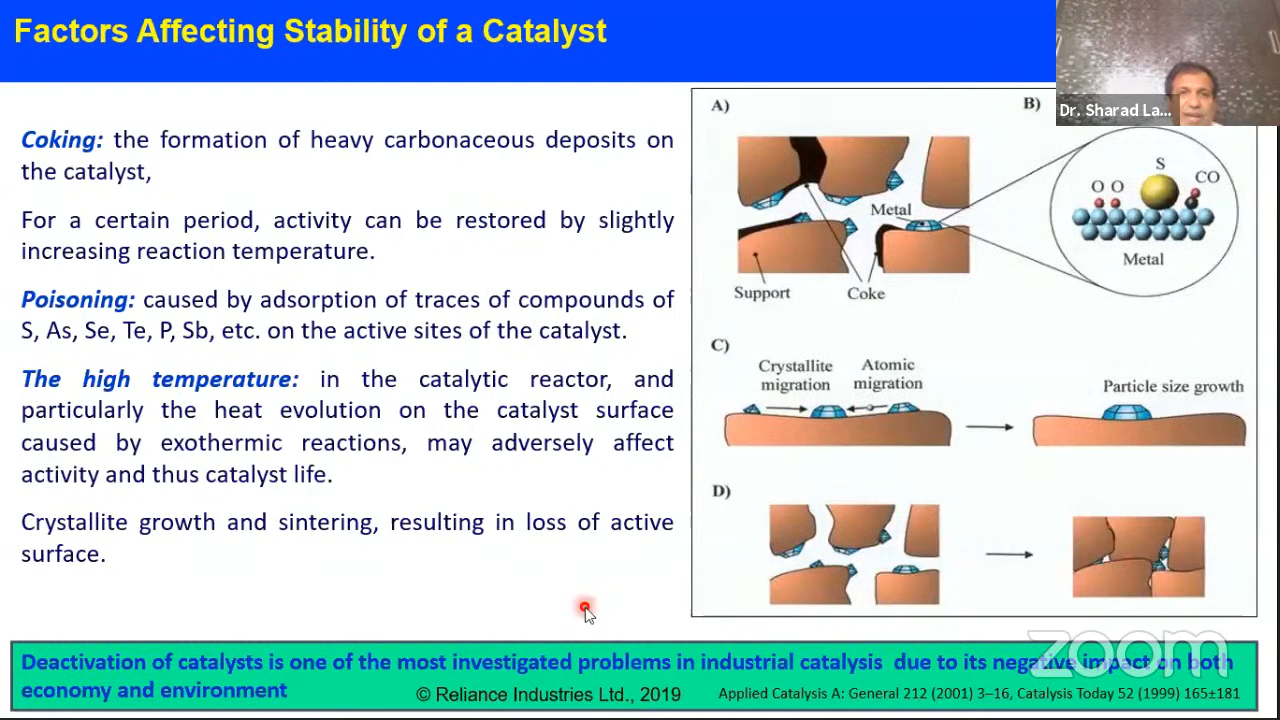 Factors Affecting Stability of a Catalyst
Dr. Sharad La...
Coking: the formation of heavy carbonaceous deposits on
the catalyst,
For a certain period, activity can be restored by slightly
increasing reaction temperature.
Poisoning: caused by adsorption of traces of compounds of
S, As, Se, Te, P, Sb, etc. on the active sites of the catalyst.
The high temperature: in the catalytic reactor, and
particularly the heat evolution on the catalyst surface
caused by exothermic reactions, may adversely affect
activity and thus catalyst life.
Crystallite growth and sintering, resulting in loss of active
surface.
A)
B)
S
O O
CO
Metal
Metal
Support
Coke
C)
Crystallite
migration
Atomic
migration
Particle size growth
D)
zoom
Deactivation of catalysts is one of the most investigated problems in industrial catalysis due to its negative impact on both
economy and environment
© Reliance Industries Ltd., 2019
Applied Catalysis A: General 212 (2001) 3–16, Catalysis Today 52 (1999) 165±181